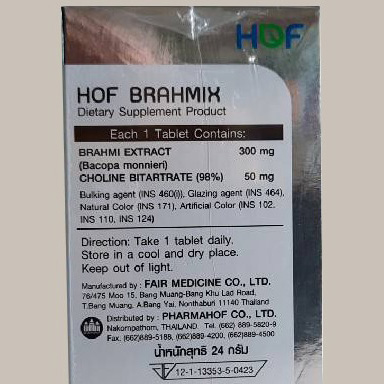 HOF
HOF BRAHMIX
Dietary Supplement Product
Each 1 Tablet Contains:
BRAHMI EXTRACT 300 mg
(Bacopa monnieri)
CHOLINE BITARTRATE (98%) 50 mg
Bulking agent (INS 460(i)), Glazing agent (INS 464),
Natural Color (INS 171), Artificial Color (INS 102,
INS 110, INS 124)
Direction: Take 1 tablet daily.
Store in a cool and dry place.
Keep out of light.
Manufactured by : FAIR MEDICINE CO., LTD.
76/475 Moo 15, Bang Muang-Bang Khu Lad Road,
T.Bang Muang, A.Bang Yai, Nonthaburi 11140 Thailand
Distributed by : PHARMAHOF CO., LTD.
Nakornpathom, THAILAND. Tel. (662) 889-5820-9
Fax. (662)889-5188, (662)889-4200, (662)889-4500
น้ำหนักสุทธิ 24 กรัม
12-1-13353-5-0423